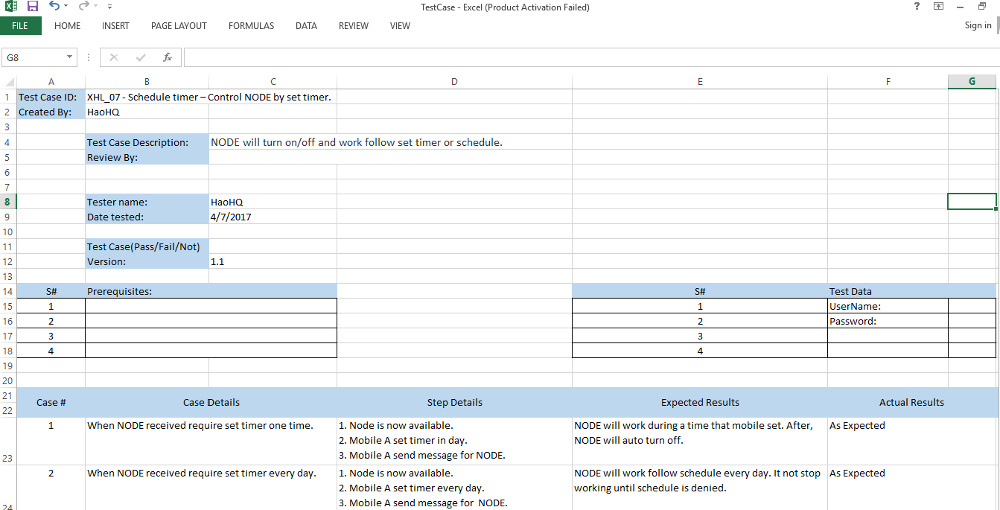 TestCase - Excel (Product Activation Failed)
?
FILE HOME INSERT PAGE LAYOUT FORMULAS DATA REVIEW VIEW Sign in
G8 fx
A B C D E F G
1 Test Case ID: XHL_07 - Schedule timer – Control NODE by set timer.
2 Created By: HaoHQ
3
4 Test Case Description: NODE will turn on/off and work follow set timer or schedule.
5 Review By:
6
7
8 Tester name: HaoHQ
9 Date tested: 4/7/2017
10
11 Test Case(Pass/Fail/Not)
12 Version: 1.1
13
14 S# Prerequisites: S# Test Data
15 1 1 UserName:
16 2 2 Password:
17 3 3
18 4 4
19
20
21
22 Case # Case Details Step Details Expected Results Actual Results
1 When NODE received require set timer one time. 1. Node is now available. NODE will work during a time that mobile set. After, As Expected
2. Mobile A set timer in day. NODE will auto turn off.
23 3. Mobile A send message for NODE.
2 When NODE received require set timer every day. 1. Node is now available. NODE will work follow schedule every day. It not stop As Expected
2. Mobile A set timer every day. working until schedule is denied.
24 3. Mobile A send message for NODE.